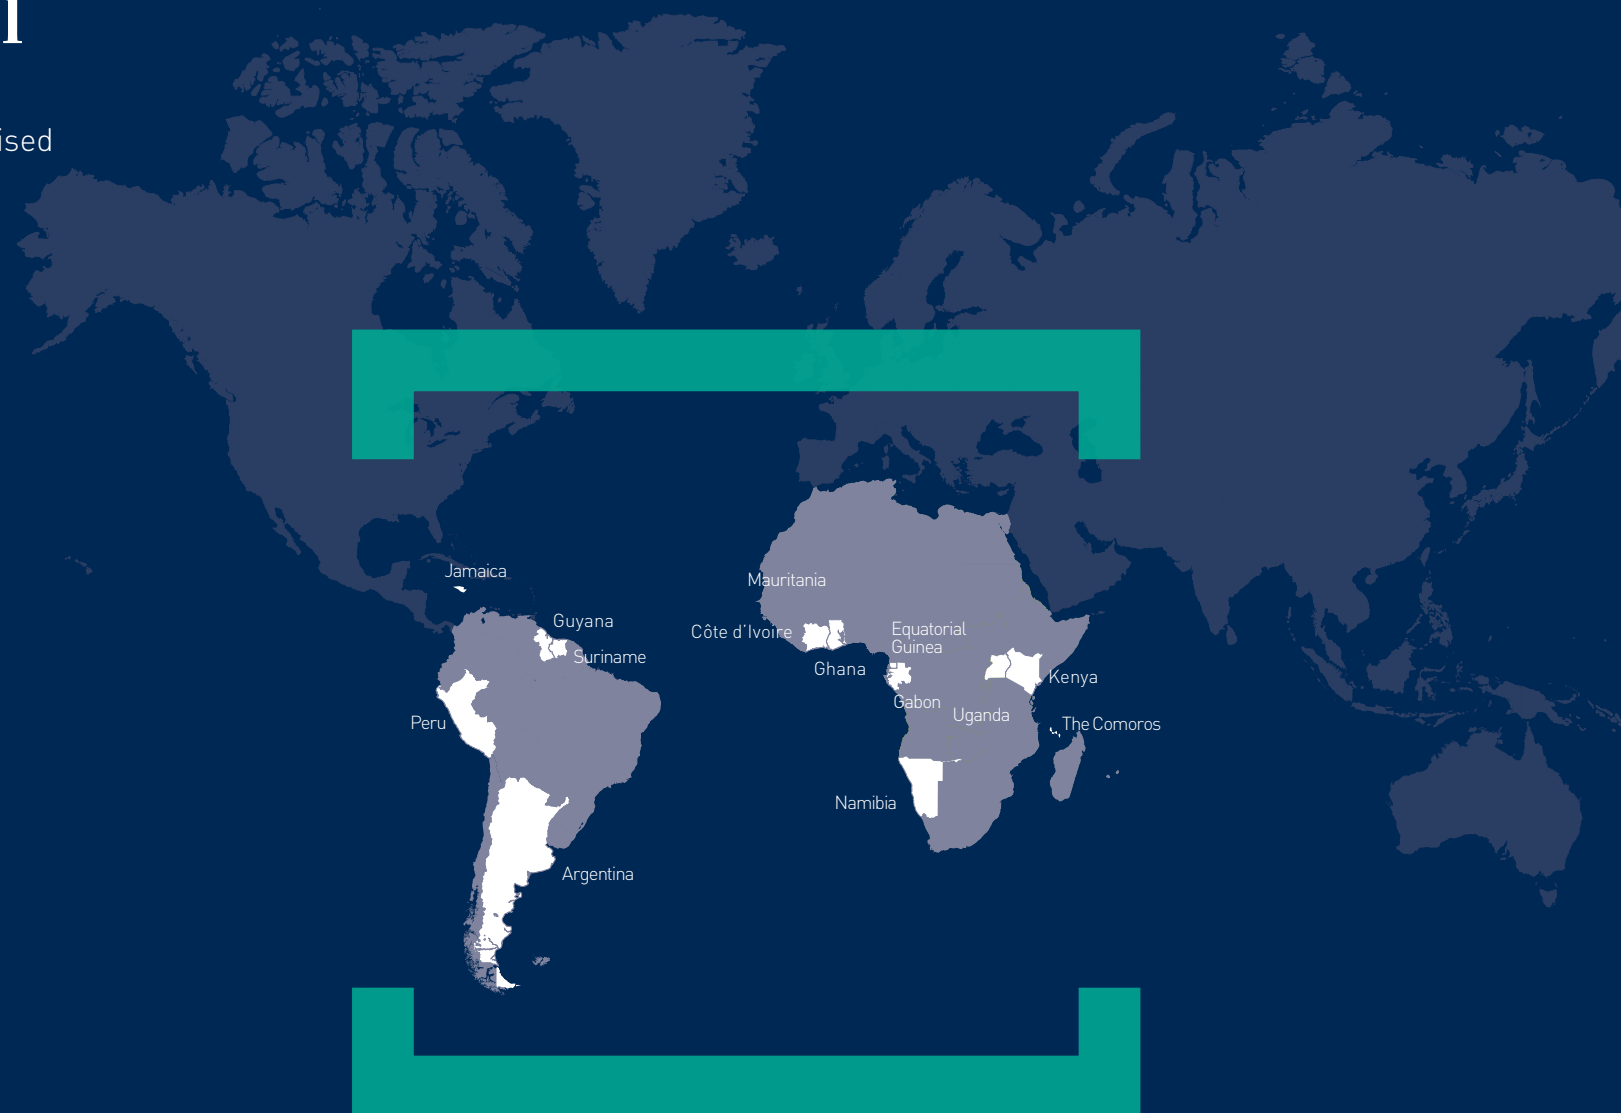 ised
Jamaica
Guyana
Suriname
Peru
Argentina
Mauritania
Côte d'Ivoire
Ghana
Equatorial
Guinea
Gabon
Uganda
Kenya
The Comoros
Namibia